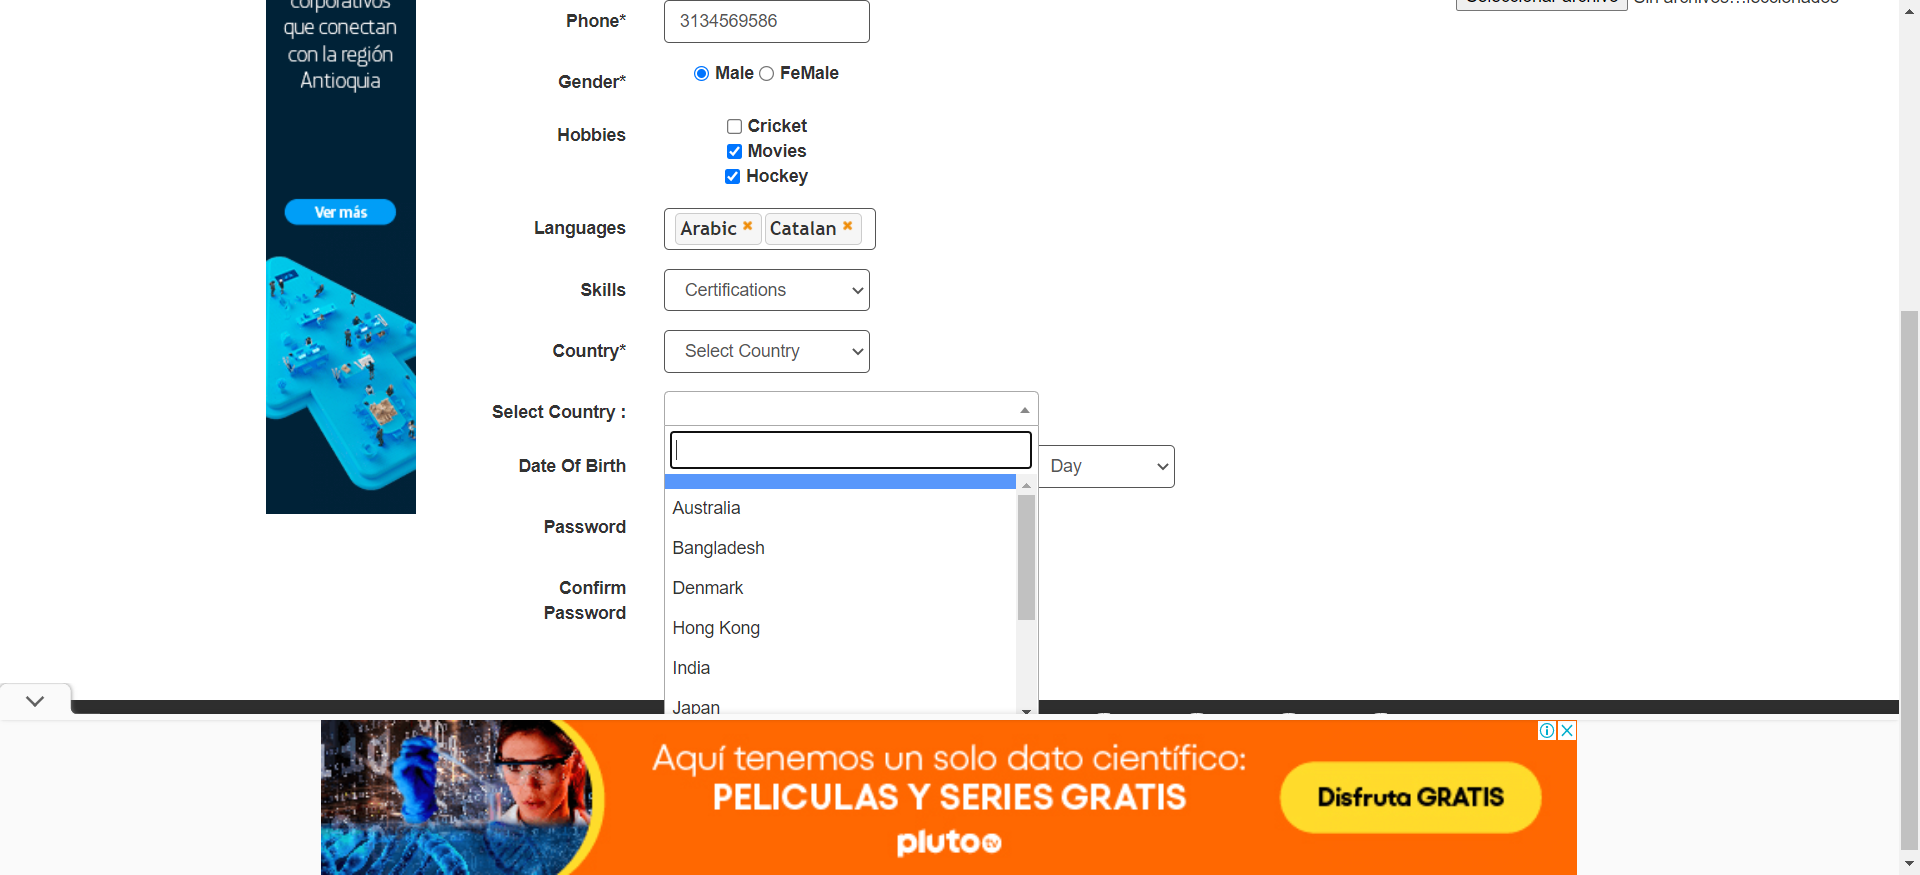 corporativos
que conectan
con la región
Antioquia
Ver más
Phone*
3134569586
Seleccionar archivo Sin archivos...leccionados
Gender*
Male FeMale
Hobbies
Cricket
Movies
Hockey
Languages
Arabic Catalan
Skills
Certifications
Country*
Select Country
Select Country :
Date Of Birth
Day
Australia
Bangladesh
Denmark
Hong Kong
India
Japan
Password
Confirm
Password
Aquí tenemos un solo dato científico:
PELICULAS Y SERIES GRATIS
pluto tv
Disfruta GRATIS